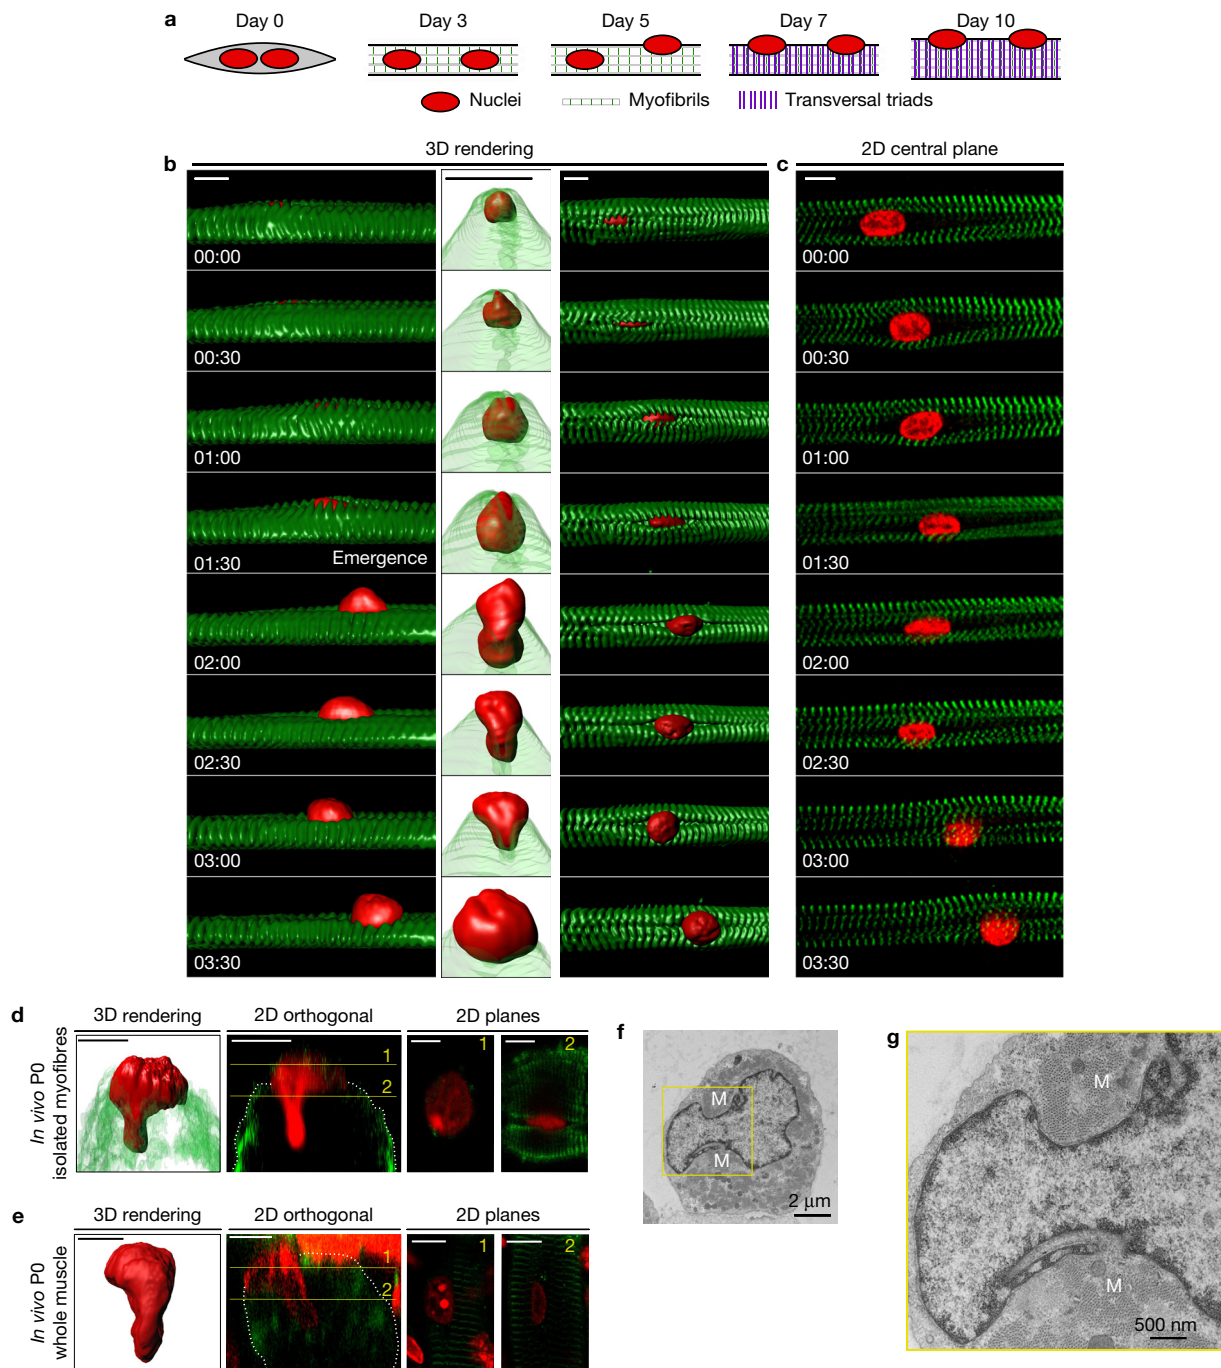 a
Day 0 Day 3 Day 5 Day 7 Day 10
Nuclei Myofibrils Transversal triads
b 3D rendering c 2D central plane
00:00 00:00
00:30 00:30
01:00 01:00
01:30 Emergence 01:30
02:00 02:00
02:30 02:30
03:00 03:00
03:30 03:30
d 3D rendering 2D orthogonal 2D planes
In vivo P0
isolated myofibres
1 1 2
2
e 3D rendering 2D orthogonal 2D planes
In vivo P0
whole muscle
1 1 2
2
f
M
M
2 μm
g
M
M
500 nm